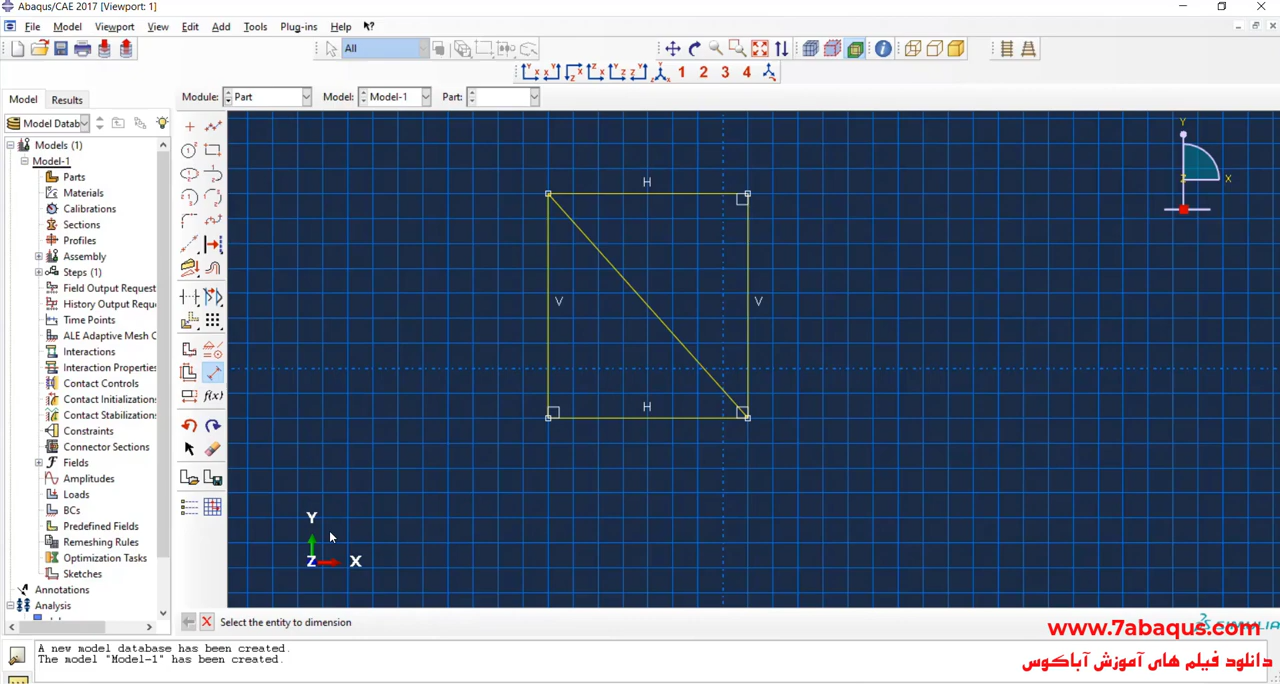 Abaqus/CAE 2017 [Viewport: 1]
File Model Viewport View Edit Add Tools Plug-ins Help
All
1 2 3 4
Model Results
Module: Part Model: Model-1 Part:
Model Datab
Models (1)
Model-1
Parts
Materials
Calibrations
Sections
Profiles
Assembly
Steps (1)
Field Output Request
History Output Reque
Time Points
ALE Adaptive Mesh C
Interactions
Interaction Properties
Contact Controls
Contact Initializations
Contact Stabilizations
Constraints
Connector Sections
Fields
Amplitudes
Loads
BCs
Predefined Fields
Remeshing Rules
Optimization Tasks
Sketches
Annotations
Analysis
f(x)
H
V
V
H
Y
Z X
Y
Z X
Select the entity to dimension
SIMULIA
A new model database has been created.
The model "Model-1" has been created.
www.7abaqus.com
دانلود فیلم های آموزش آباکوس